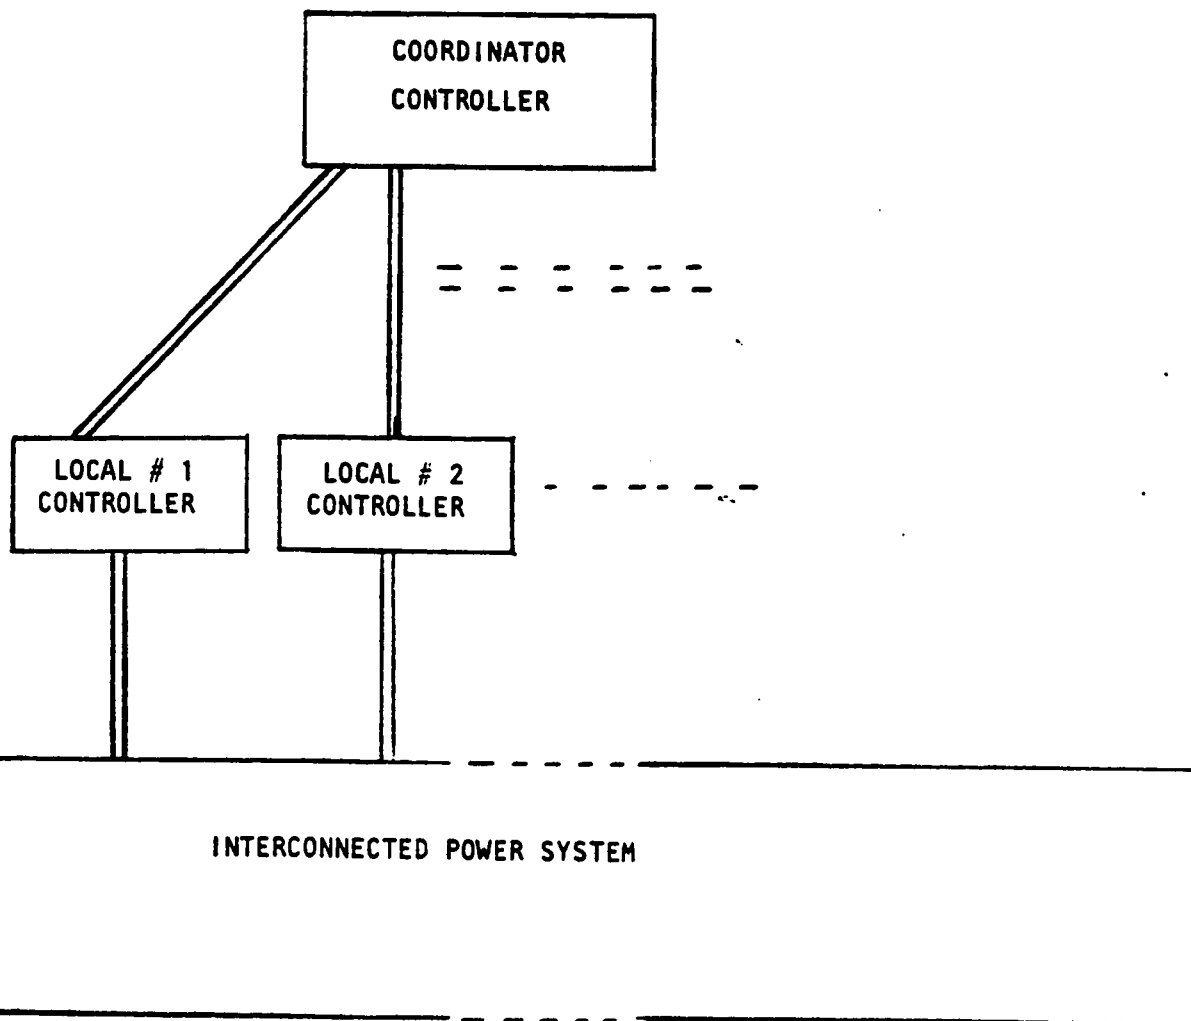 COORDINATOR
CONTROLLER
LOCAL # 1
CONTROLLER
LOCAL # 2
CONTROLLER
INTERCONNECTED POWER SYSTEM